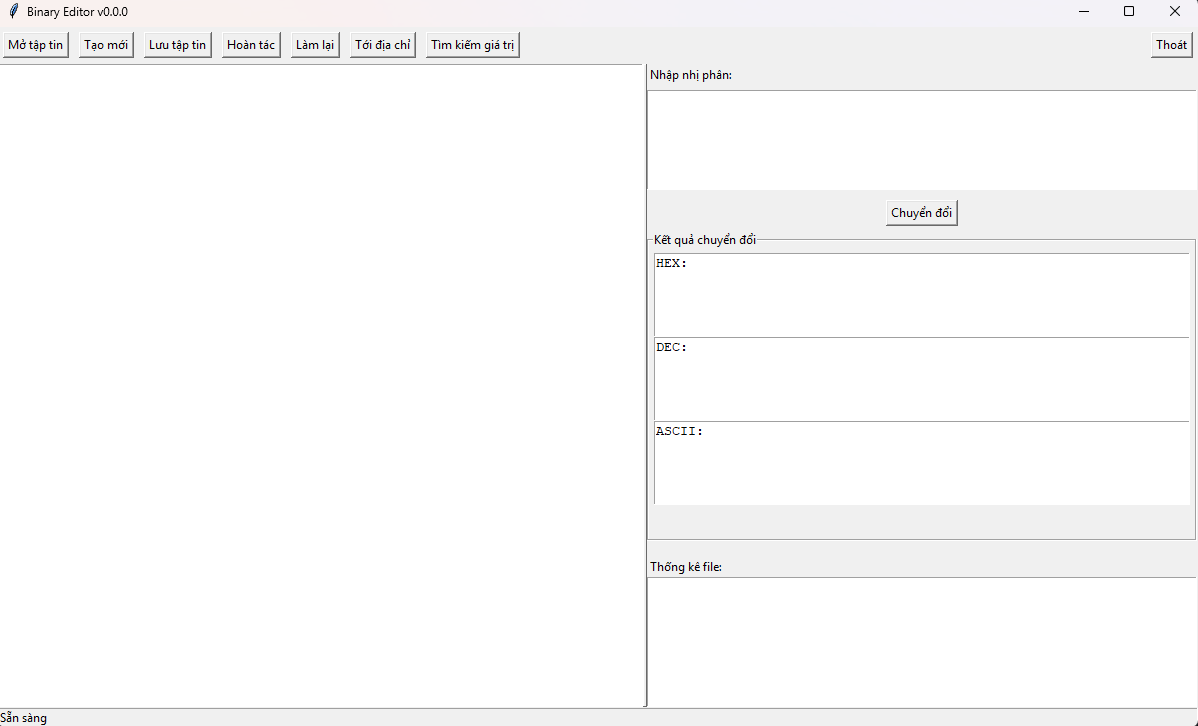 Binary Editor v0.0.0
Mở tập tin Tạo mới Lưu tập tin Hoàn tác Làm lại Tới địa chỉ Tìm kiếm giá trị Thoát
Nhập nhị phân:
Chuyển đổi
Kết quả chuyển đổi
HEX:
DEC:
ASCII:
Thống kê file:
Sẵn sàng